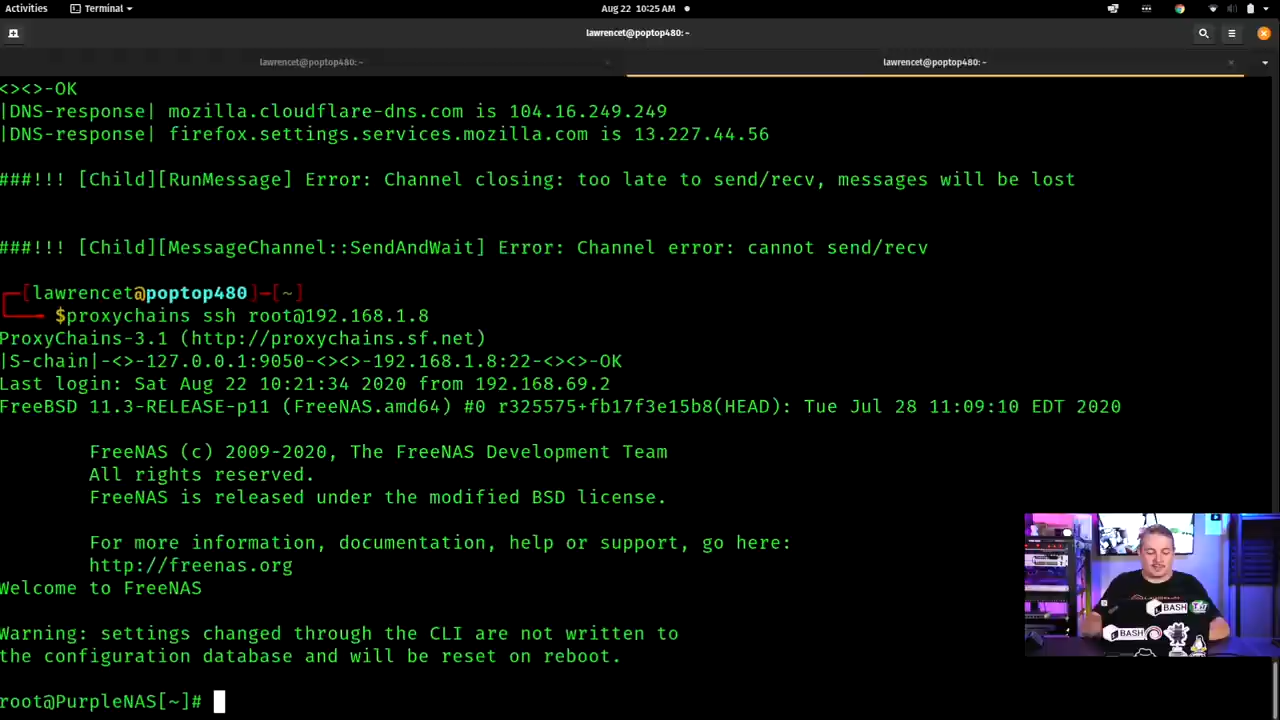 Activities
Terminal
Aug 22 10:25 AM
lawrencet@poptop480: ~
lawrencet@poptop480: ~
lawrencet@poptop480: ~
<><>-OK
|DNS-response| mozilla.cloudflare-dns.com is 104.16.249.249
|DNS-response| firefox.settings.services.mozilla.com is 13.227.44.56
###!!! [Child][RunMessage] Error: Channel closing: too late to send/recv, messages will be lost
###!!! [Child][MessageChannel::SendAndWait] Error: Channel error: cannot send/recv
[lawrencet@poptop480]─[~]
$proxychains ssh root@192.168.1.8
ProxyChains-3.1 (http://proxychains.sf.net)
|S-chain|-<>-127.0.0.1:9050-<><>-192.168.1.8:22-<><>-OK
Last login: Sat Aug 22 10:21:34 2020 from 192.168.69.2
FreeBSD 11.3-RELEASE-p11 (FreeNAS.amd64) #0 r325575+fb17f3e15b8(HEAD): Tue Jul 28 11:09:10 EDT 2020
FreeNAS (c) 2009-2020, The FreeNAS Development Team
All rights reserved.
FreeNAS is released under the modified BSD license.
For more information, documentation, help or support, go here:
http://freenas.org
Welcome to FreeNAS
Warning: settings changed through the CLI are not written to
the configuration database and will be reset on reboot.
root@PurpleNAS[~]#
BASH
BASH